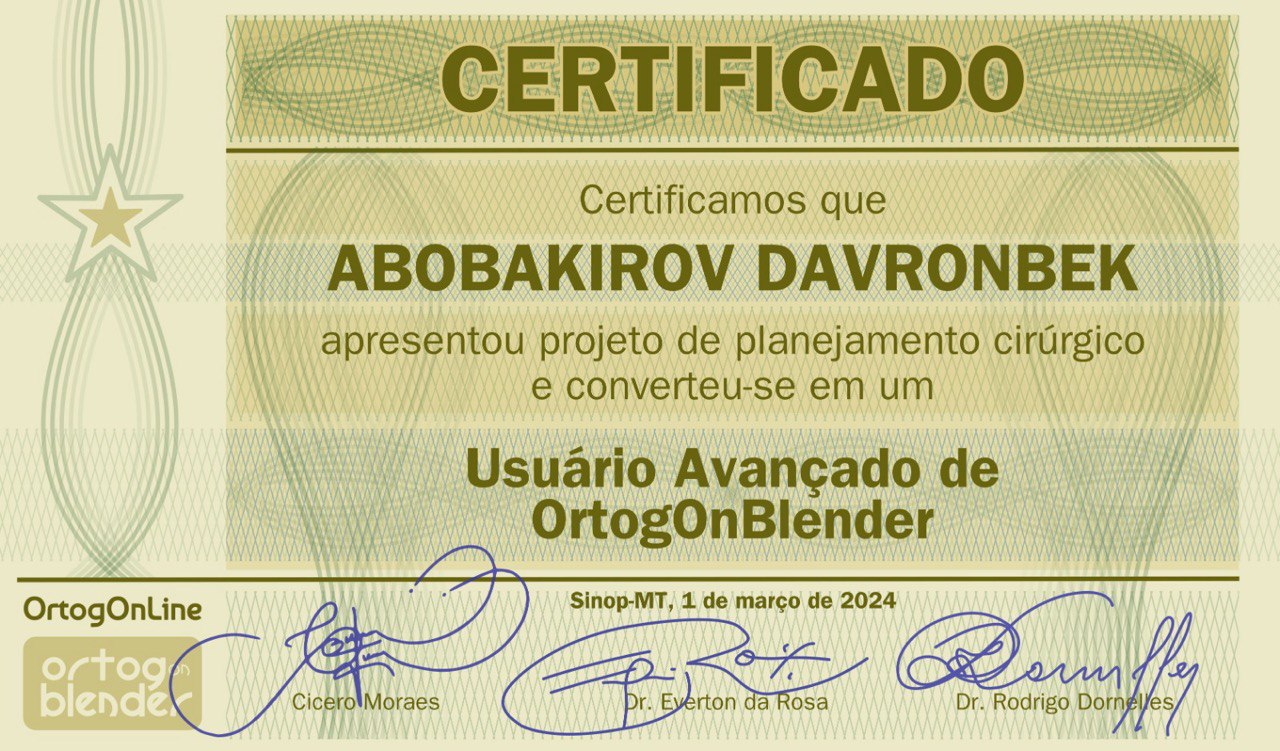 CERTIFICADO
Certificamos que
ABOBAKIROV DAVRONBEK
apresentou projeto de planejamento cirúrgico
e converteu-se em um
Usuário Avançado de
OrtogOnBlender
Sinop-MT, 1 de março de 2024
OrtogOnLine
ortog on
blender
Cicero Moraes
Dr. Everton da Rosa
Dr. Rodrigo Dornelles